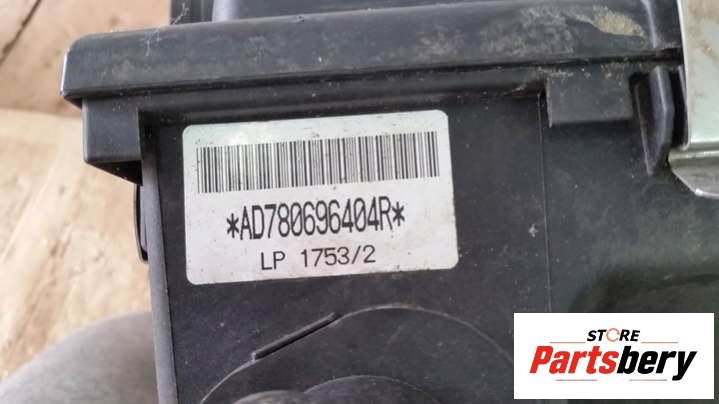 *AD780696404R*
LP 1753/2
STORE
Partsbery